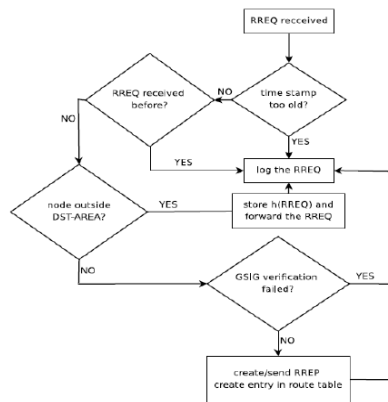 RREQ recceived
time stamp
too old?
NO
RREQ received
before?
NO
YES
YES
log the RREQ
node outside
DST-AREA?
YES
store h(RREQ) and
forward the RREQ
NO
GSIG verification
failed?
YES
NO
create/send RREP
create entry in route table